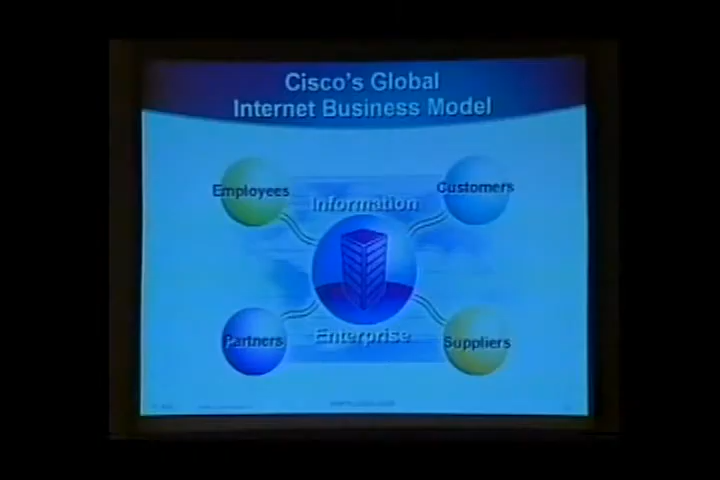 Cisco's Global
Internet Business Model
Employees
Customers
Information
Enterprise
Partners
Suppliers